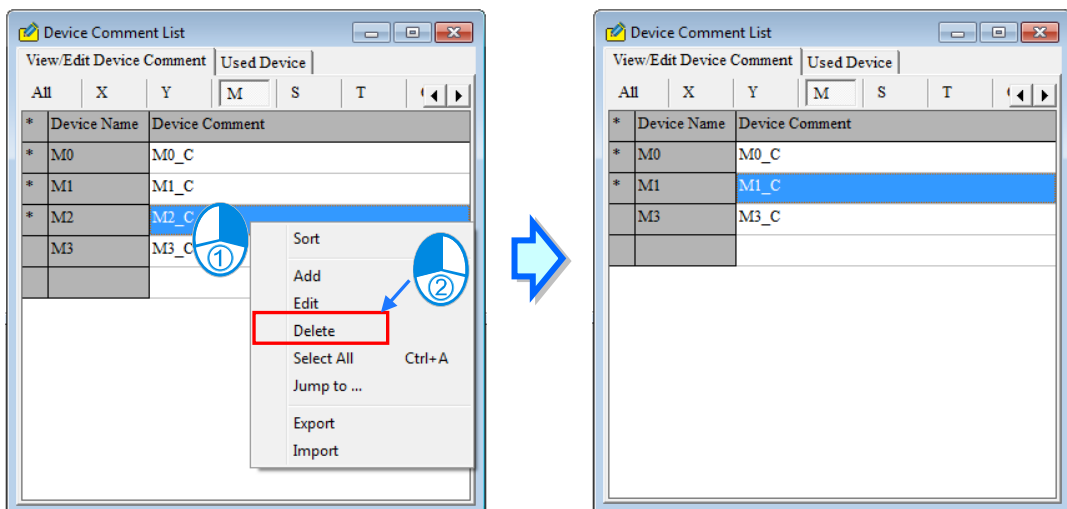 Device Comment List
View/Edit Device Comment Used Device
All X Y M S T
* Device Name Device Comment
* M0 M0_C
* M1 M1_C
* M2 M2_C
M3 M3_C
①
Sort
Add
Edit
Delete
Select All Ctrl+A
Jump to ...
Export
Import
②
Device Comment List
View/Edit Device Comment Used Device
All X Y M S T
* Device Name Device Comment
* M0 M0_C
* M1 M1_C
M3 M3_C